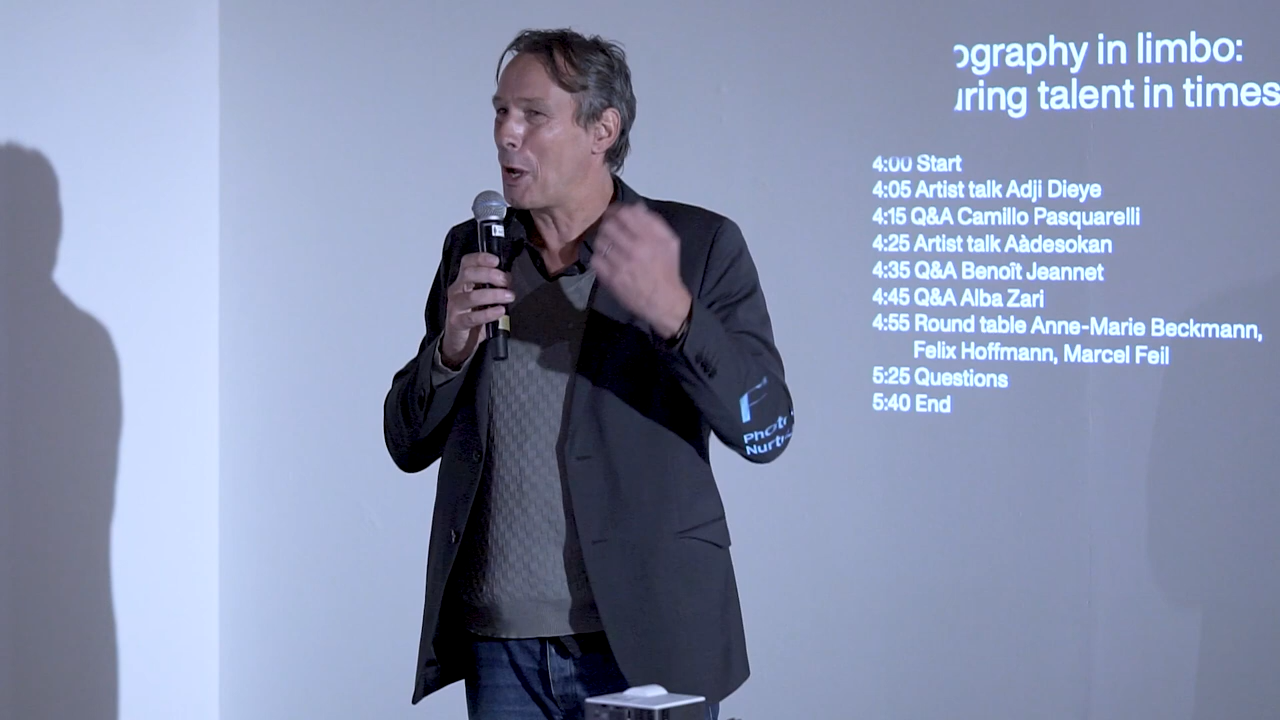 ography in limbo:
uring talent in times
4:00 Start
4:05 Artist talk Adji Dieye
4:15 Q&A Camillo Pasquarelli
4:25 Artist talk Aàdesokan
4:35 Q&A Benoît Jeannet
4:45 Q&A Alba Zari
4:55 Round table Anne-Marie Beckmann,
Felix Hoffmann, Marcel Feil
5:25 Questions
5:40 End
F
Phot
Nurt